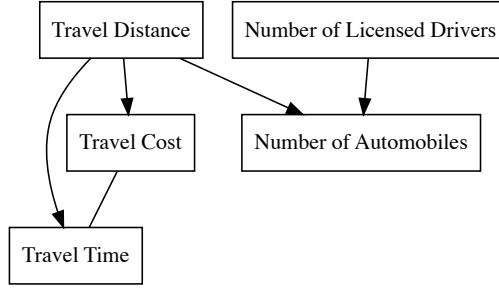 Travel Distance
Number of Licensed Drivers
Travel Cost
Number of Automobiles
Travel Time